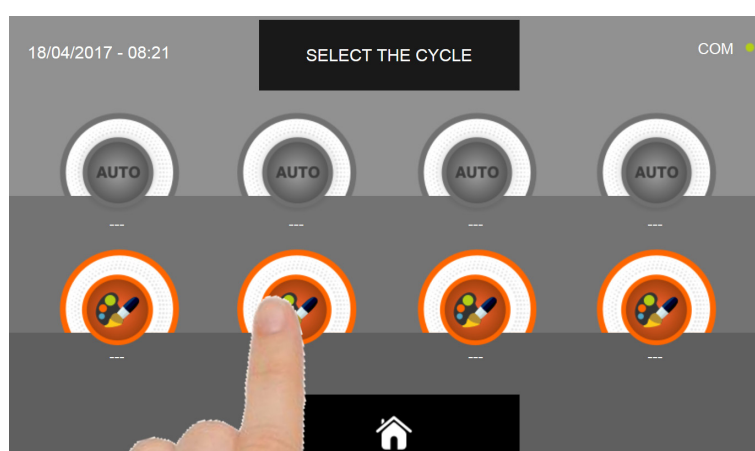 18/04/2017 - 08:21
SELECT THE CYCLE
COM
AUTO AUTO AUTO AUTO
--- --- --- ---
--- --- ---